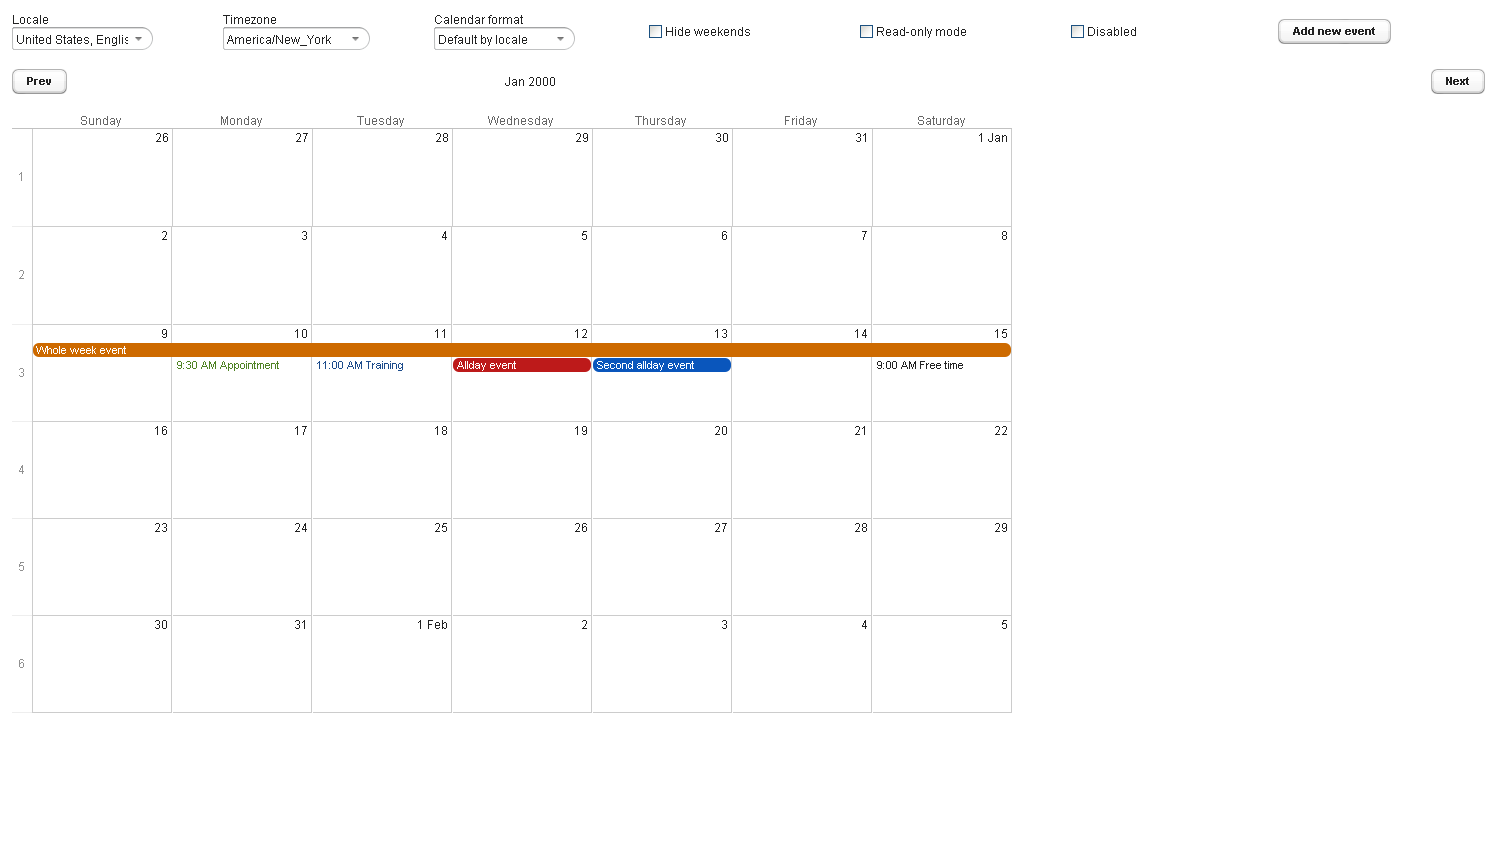 Locale
Timezone
Calendar format
United States, Englis
America/New_York
Default by locale
Hide weekends
Read-only mode
Disabled
Add new event
Prev
Jan 2000
Next
Sunday Monday Tuesday Wednesday Thursday Friday Saturday
26 27 28 29 30 31 1 Jan
1
2 3 4 5 6 7 8
2
9 10 11 12 13 14 15
Whole week event
9:30 AM Appointment
11:00 AM Training
Allday event
Second allday event
9:00 AM Free time
3
16 17 18 19 20 21 22
4
23 24 25 26 27 28 29
5
30 31 1 Feb 2 3 4 5
6